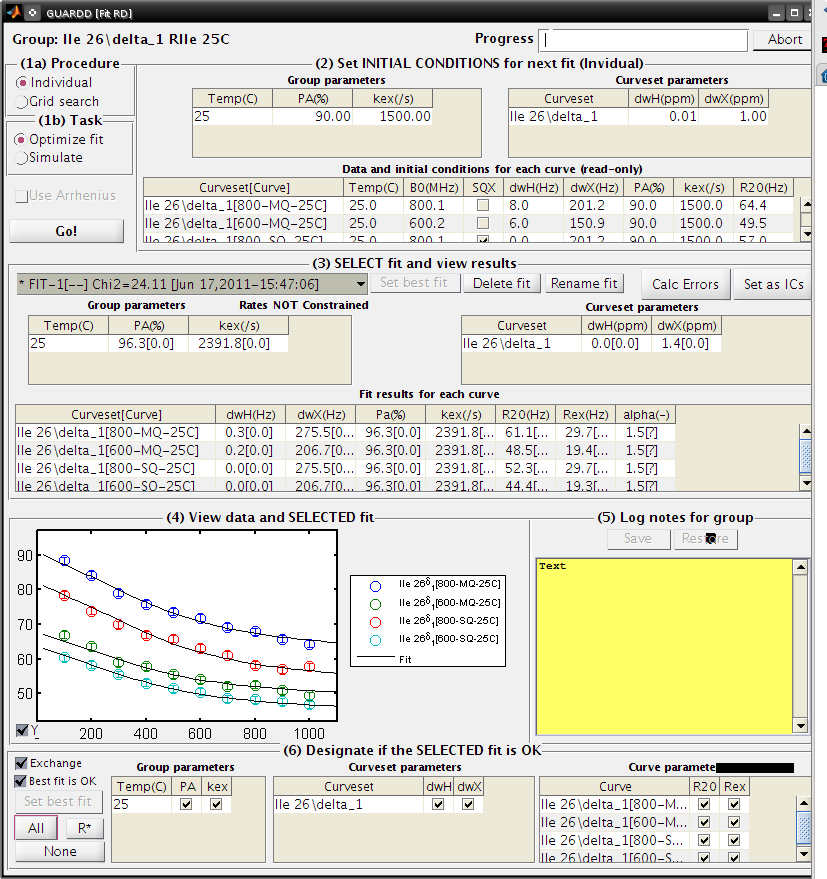 GUARDD [Fit RD]
Group: Ile 26\delta_1 RIle 25C
Progress
Abort
(1a) Procedure
Individual
Grid search
(1b) Task
Optimize fit
Simulate
Use Arrhenius
Go!
(2) Set INITIAL CONDITIONS for next fit (Invidual)
Group parameters
Temp(C) PA(%) kex(/s)
25 90.00 1500.00
Curveset parameters
Curveset dwH(ppm) dwX(ppm)
Ile 26\delta_1 0.01 1.00
Data and initial conditions for each curve (read-only)
Curveset[Curve] Temp(C) B0(MHz) SQX dwH(Hz) dwX(Hz) PA(%) kex(/s) R20(Hz)
Ile 26\delta_1[800-MQ-25C] 25.0 800.1 8.0 201.2 90.0 1500.0 64.4
Ile 26\delta_1[600-MQ-25C] 25.0 600.2 6.0 150.9 90.0 1500.0 49.5
Ile 26\delta_1[800-SQ-25C] 25.0 800.1 0.0 201.2 90.0 1500.0 57.0
(3) SELECT fit and view results
* FIT-1[--] Chi2=24.11 [Jun 17,2011-15:47:06]
Set best fit
Delete fit
Rename fit
Calc Errors
Set as ICs
Group parameters
Rates NOT Constrained
Temp(C) PA(%) kex(/s)
25 96.3[0.0] 2391.8[0.0]
Curveset parameters
Curveset dwH(ppm) dwX(ppm)
Ile 26\delta_1 0.0[0.0] 1.4[0.0]
Fit results for each curve
Curveset[Curve] dwH(Hz) dwX(Hz) Pa(%) kex(/s) R20(Hz) Rex(Hz) alpha(-)
Ile 26\delta_1[800-MQ-25C] 0.3[0.0] 275.5[0... 96.3[0.0] 2391.8[... 61.1[... 29.7[... 1.5[?]
Ile 26\delta_1[600-MQ-25C] 0.2[0.0] 206.7[0... 96.3[0.0] 2391.8[... 48.5[... 19.4[... 1.5[?]
Ile 26\delta_1[800-SQ-25C] 0.0[0.0] 275.5[0... 96.3[0.0] 2391.8[... 52.3[... 29.7[... 1.5[?]
Ile 26\delta_1[600-SQ-25C] 0.0[0.0] 206.7[0... 96.3[0.0] 2391.8[... 44.4[... 19.3[... 1.5[?]
(4) View data and SELECTED fit
90
80
70
60
50
Y
200 400 600 800 1000
Ile 26δ1[800-MQ-25C]
Ile 26δ1[600-MQ-25C]
Ile 26δ1[800-SQ-25C]
Ile 26δ1[600-SQ-25C]
Fit
(5) Log notes for group
Save
Text
(6) Designate if the SELECTED fit is OK
Exchange
Best fit is OK
Set best fit
All
R*
None
Group parameters
Temp(C) PA kex
25
Curveset parameters
Curveset dwH dwX
Ile 26\delta_1
Curve paramete
Curve R20 Rex
Ile 26\delta_1[800-M...
Ile 26\delta_1[600-M...
Ile 26\delta_1[800-S...
Ile 26\delta_1[600-S...